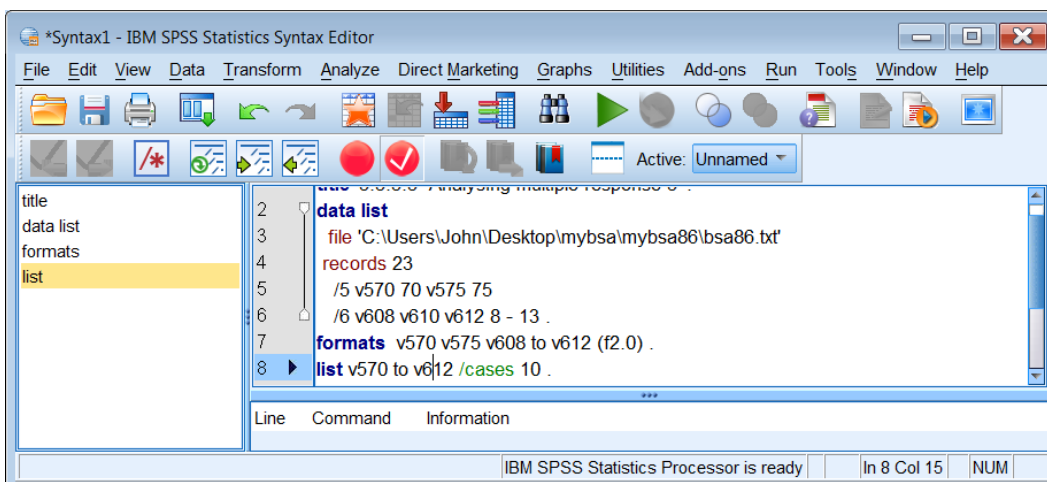 *Syntax1 - IBM SPSS Statistics Syntax Editor
File Edit View Data Transform Analyze Direct Marketing Graphs Utilities Add-ons Run Tools Window Help
Active: Unnamed
title
data list
formats
list
2 data list
3 file 'C:\Users\John\Desktop\mybsa\mybsa86\bsa86.txt'
4 records 23
5 /5 v570 70 v575 75
6 /6 v608 v610 v612 8 - 13 .
7 formats v570 v575 v608 to v612 (f2.0) .
8 list v570 to v612 /cases 10 .
Line Command Information
IBM SPSS Statistics Processor is ready In 8 Col 15 NUM